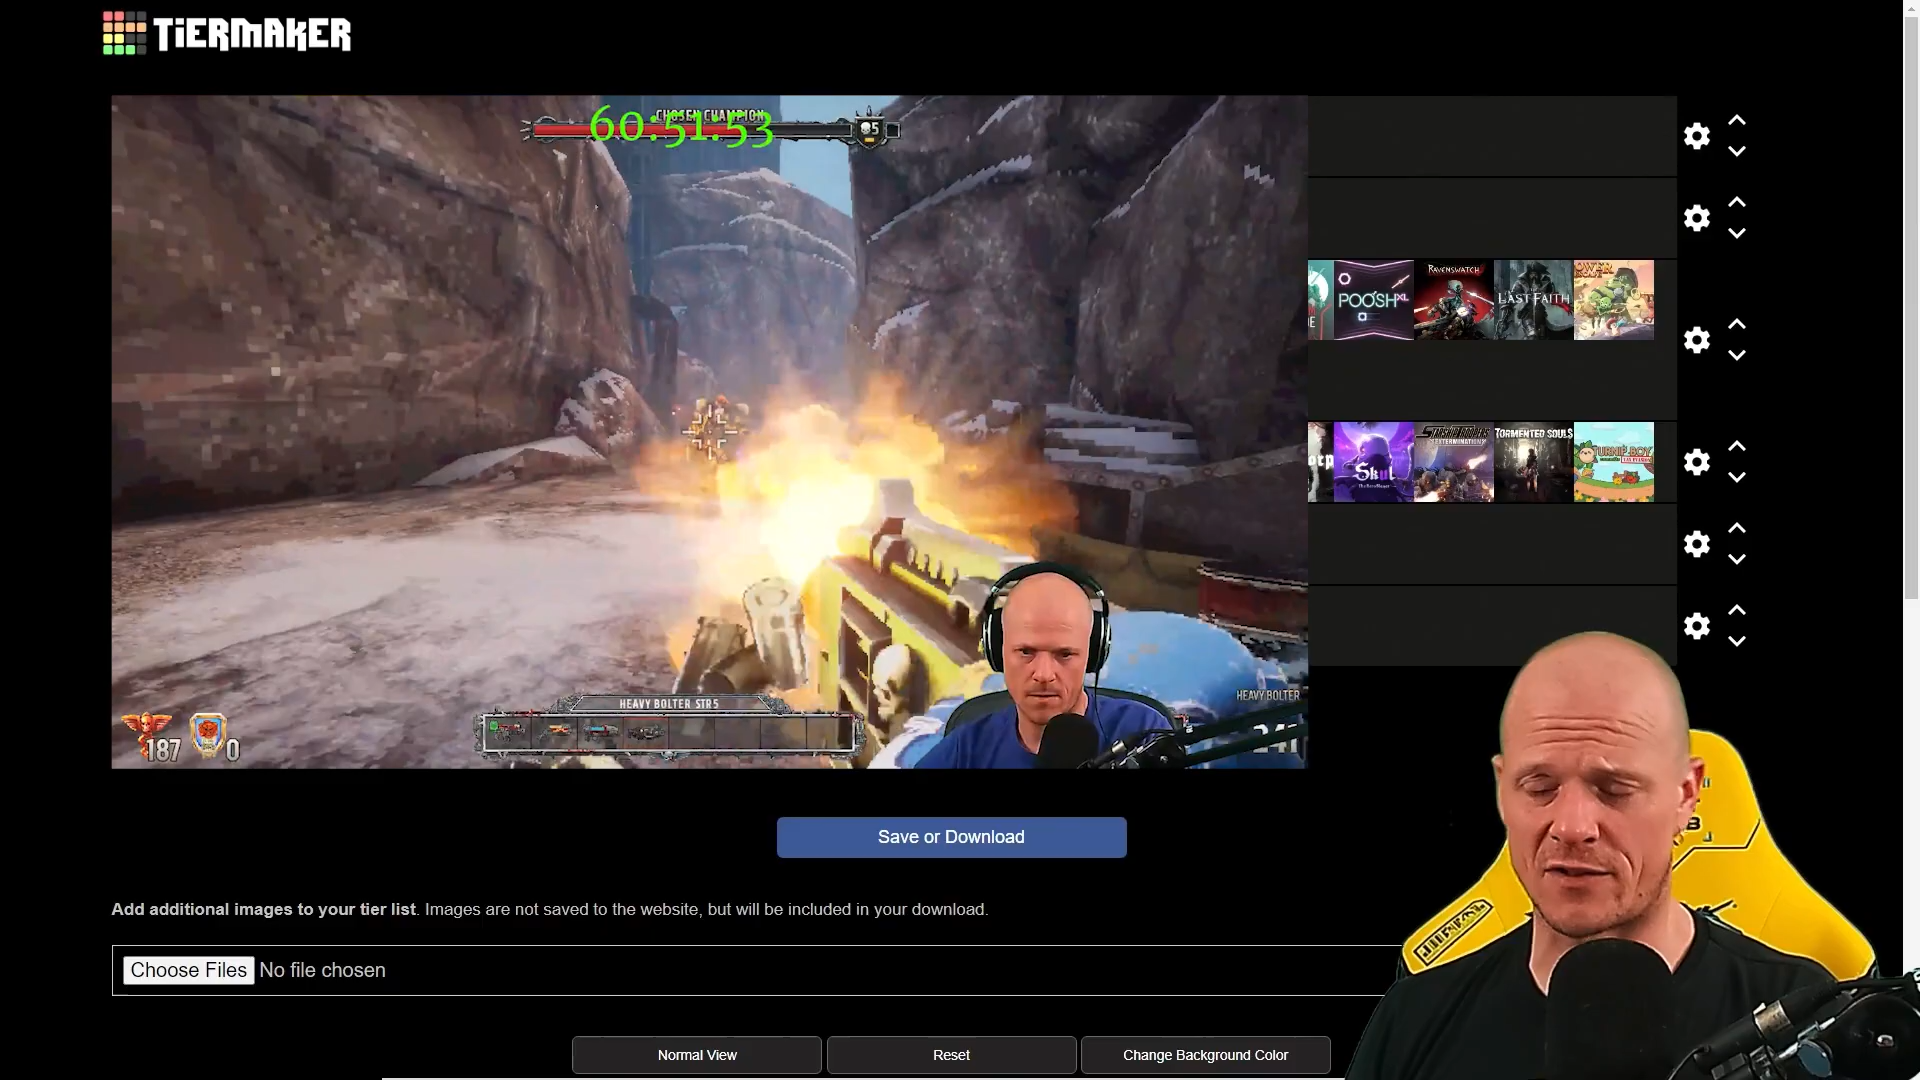 TiERMAKER
CHOSEN CHAMPION
60:51:53
5
RAVENSWATCH
POOSH XL
LAST FAITH
Skul
EXTERMINATION
TORMENTED SOULS
TURNIP BOY
HEAVY BOLTER STR5
HEAVY BOLTER
187
0
Save or Download
Add additional images to your tier list. Images are not saved to the website, but will be included in your download.
Choose Files No file chosen
Normal View
Reset
Change Background Color